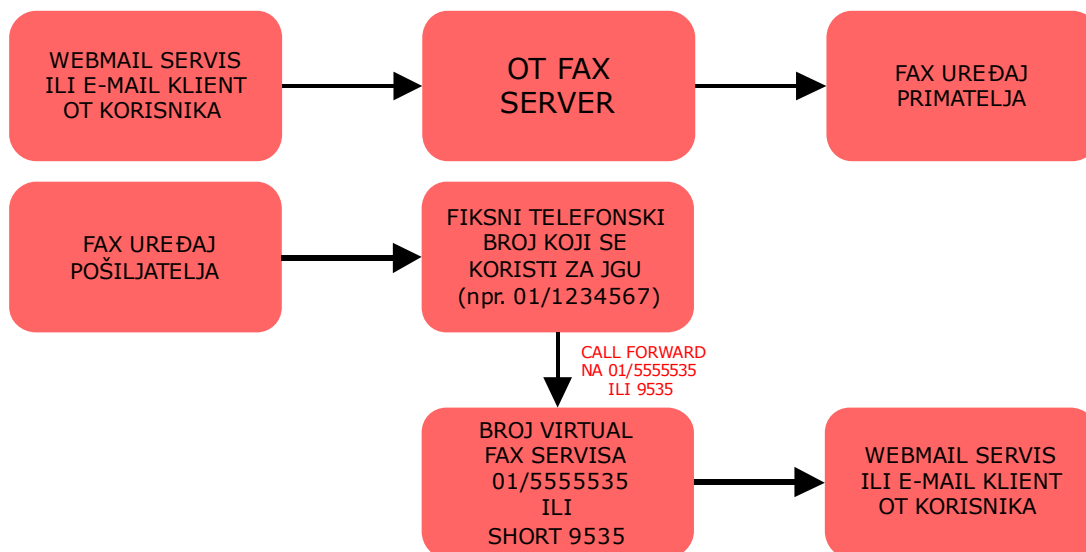 WEBMAIL SERVIS
ILI E-MAIL KLIENT
OT KORISNIKA
OT FAX
SERVER
FAX UREĐAJ
PRIMATELJA
FAX UREĐAJ
POŠILJATELJA
FIKSNI TELEFONSKI
BROJ KOJI SE
KORISTI ZA JGU
(npr. 01/1234567)
CALL FORWARD
NA 01/5555535
ILI 9535
BROJ VIRTUAL
FAX SERVISA
01/5555535
ILI
SHORT 9535
WEBMAIL SERVIS
ILI E-MAIL KLIENT
OT KORISNIKA